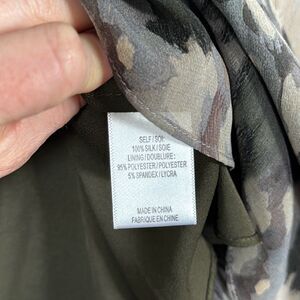 SELF/SOI:
100% SILK/SOIE
LINING/DOUBLURE:
95% POLYESTER/POLYESTER
5% SPANDEX/LYCRA
MADE IN CHINA
FABRIQUE EN CHINE